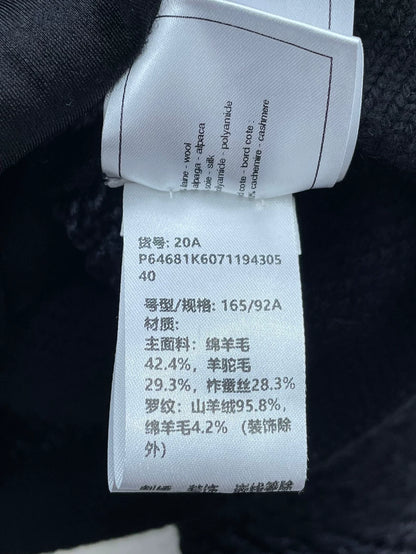 laine - wool
alpaga - alpaca
soie - silk
polyamide - polyamide
côte - bord cote :
% cachemire - cashmere
货号: 20A
P64681K6071194305
40
号型/规格: 165/92A
材质:
主面料: 绵羊毛
42.4%, 羊驼毛
29.3%, 柞蚕丝28.3%
罗纹: 山羊绒95.8%,
绵羊毛4.2% (装饰除
外)